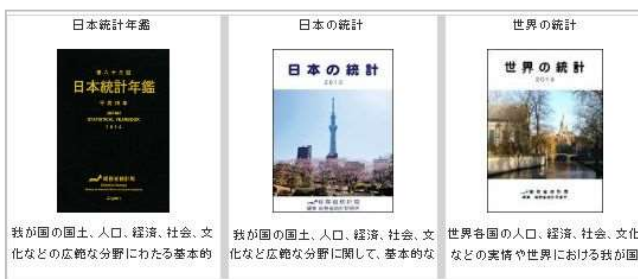 日本統計年鑑
日本統計年鑑
我が国の国土、人口、経済、社会、文
化などの広範な分野にわたる基本的
日本の統計
日本の統計
我が国の国土、人口、経済、社会、文
化など広範な分野に関して、基本的な
世界の統計
世界の統計
世界各国の人口、経済、社会、文化
などの実情や世界における我が国